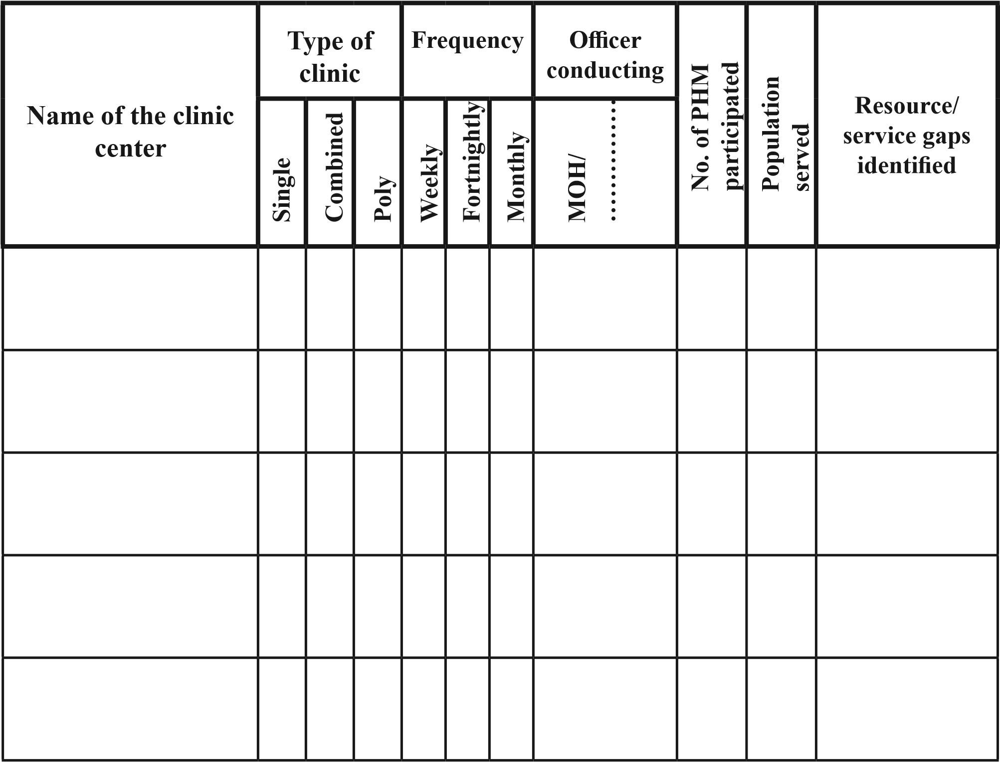 Name of the clinic
center
Type of
clinic
Single
Combined
Poly
Frequency
Weekly
Fortnightly
Monthly
Officer
conducting
MOH/
..............
No. of PHM
participated
Population
served
Resource/
service gaps
identified